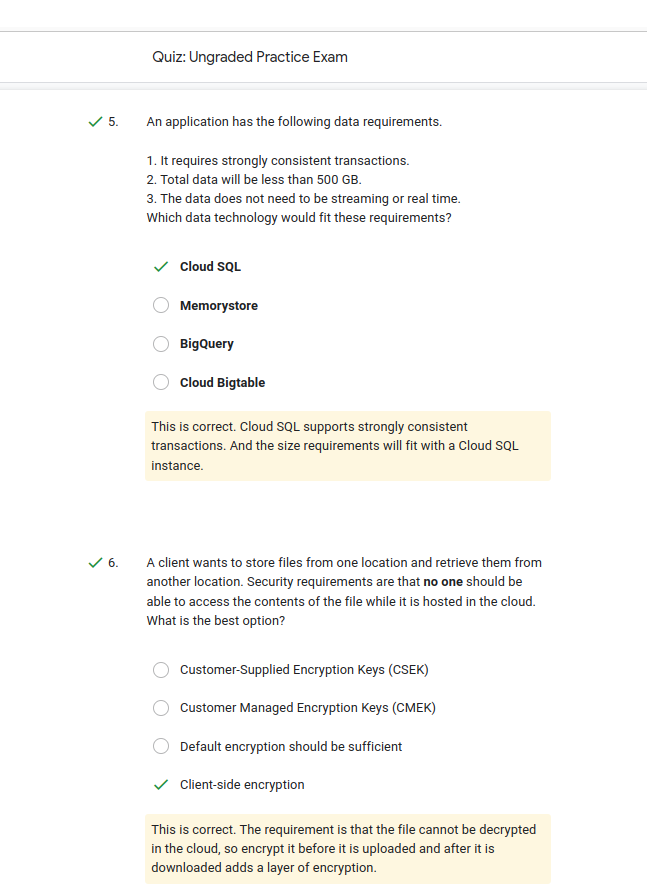 Quiz: Ungraded Practice Exam
5. An application has the following data requirements.
1. It requires strongly consistent transactions.
2. Total data will be less than 500 GB.
3. The data does not need to be streaming or real time.
Which data technology would fit these requirements?
Cloud SQL
Memorystore
BigQuery
Cloud Bigtable
This is correct. Cloud SQL supports strongly consistent
transactions. And the size requirements will fit with a Cloud SQL
instance.
6. A client wants to store files from one location and retrieve them from
another location. Security requirements are that no one should be
able to access the contents of the file while it is hosted in the cloud.
What is the best option?
Customer-Supplied Encryption Keys (CSEK)
Customer Managed Encryption Keys (CMEK)
Default encryption should be sufficient
Client-side encryption
This is correct. The requirement is that the file cannot be decrypted
in the cloud, so encrypt it before it is uploaded and after it is
downloaded adds a layer of encryption.